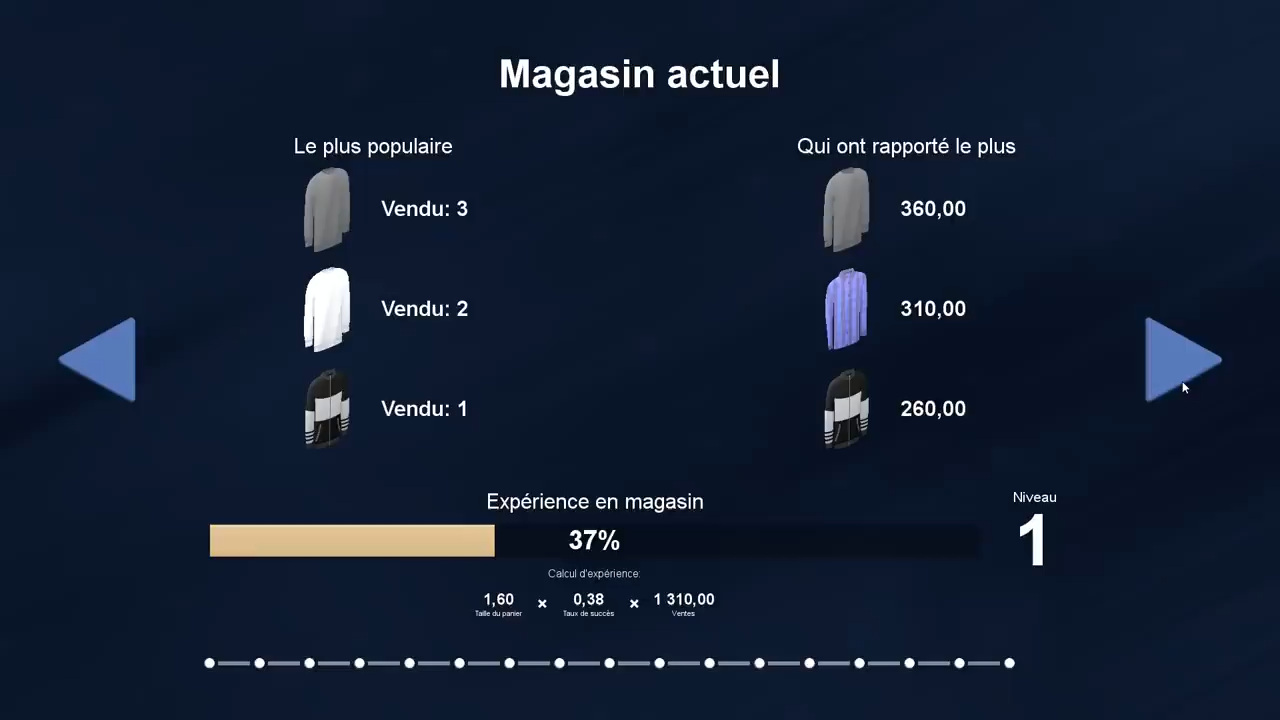 Magasin actuel
Le plus populaire
Vendu: 3
Vendu: 2
Vendu: 1
Qui ont rapporté le plus
360,00
310,00
260,00
Expérience en magasin
37%
Niveau
1
Calcul d'expérience:
1,60 × 0,38 × 1 310,00
Taille du panier Taux de succès Ventes